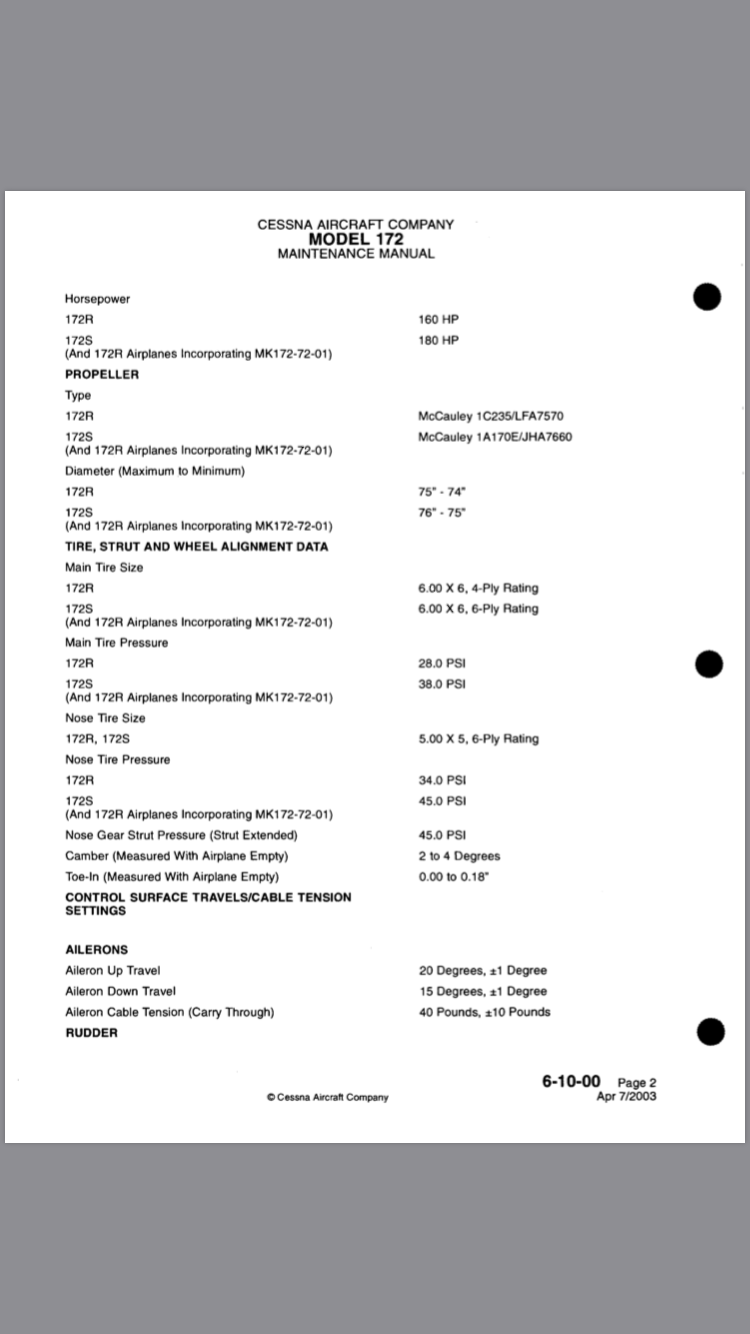 CESSNA AIRCRAFT COMPANY
MODEL 172
MAINTENANCE MANUAL
Horsepower
172R 160 HP
172S 180 HP
(And 172R Airplanes Incorporating MK172-72-01)
PROPELLER
Type
172R McCauley 1C235/LFA7570
172S McCauley 1A170E/JHA7660
(And 172R Airplanes Incorporating MK172-72-01)
Diameter (Maximum to Minimum)
172R 75" - 74"
172S 76" - 75"
(And 172R Airplanes Incorporating MK172-72-01)
TIRE, STRUT AND WHEEL ALIGNMENT DATA
Main Tire Size
172R 6.00 X 6, 4-Ply Rating
172S 6.00 X 6, 6-Ply Rating
(And 172R Airplanes Incorporating MK172-72-01)
Main Tire Pressure
172R 28.0 PSI
172S 38.0 PSI
(And 172R Airplanes Incorporating MK172-72-01)
Nose Tire Size
172R, 172S 5.00 X 5, 6-Ply Rating
Nose Tire Pressure
172R 34.0 PSI
172S 45.0 PSI
(And 172R Airplanes Incorporating MK172-72-01)
Nose Gear Strut Pressure (Strut Extended) 45.0 PSI
Camber (Measured With Airplane Empty) 2 to 4 Degrees
Toe-In (Measured With Airplane Empty) 0.00 to 0.18"
CONTROL SURFACE TRAVELS/CABLE TENSION
SETTINGS
AILERONS
Aileron Up Travel 20 Degrees, ±1 Degree
Aileron Down Travel 15 Degrees, ±1 Degree
Aileron Cable Tension (Carry Through) 40 Pounds, ±10 Pounds
RUDDER
6-10-00 Page 2
© Cessna Aircraft Company Apr 7/2003